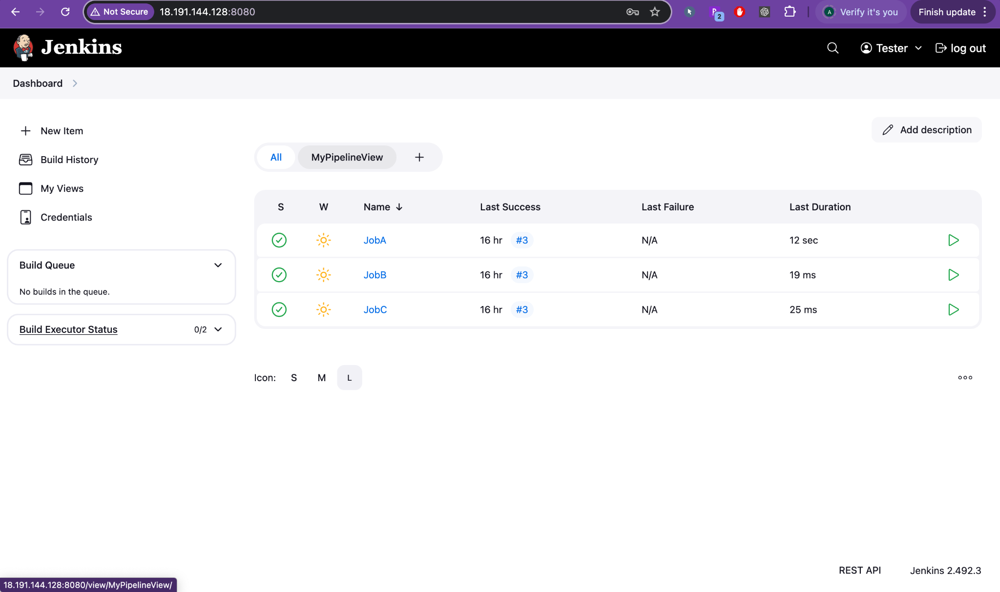 Not Secure 18.191.144.128:8080 2 A Verify it's you Finish update
Jenkins Tester log out
Dashboard
New Item
Build History
My Views
Credentials
Build Queue
No builds in the queue.
Build Executor Status 0/2
Add description
All MyPipelineView +
S W Name ↓ Last Success Last Failure Last Duration
JobA 16 hr #3 N/A 12 sec
JobB 16 hr #3 N/A 19 ms
JobC 16 hr #3 N/A 25 ms
Icon: S M L
REST API Jenkins 2.492.3
18.191.144.128:8080/view/MyPipelineView/